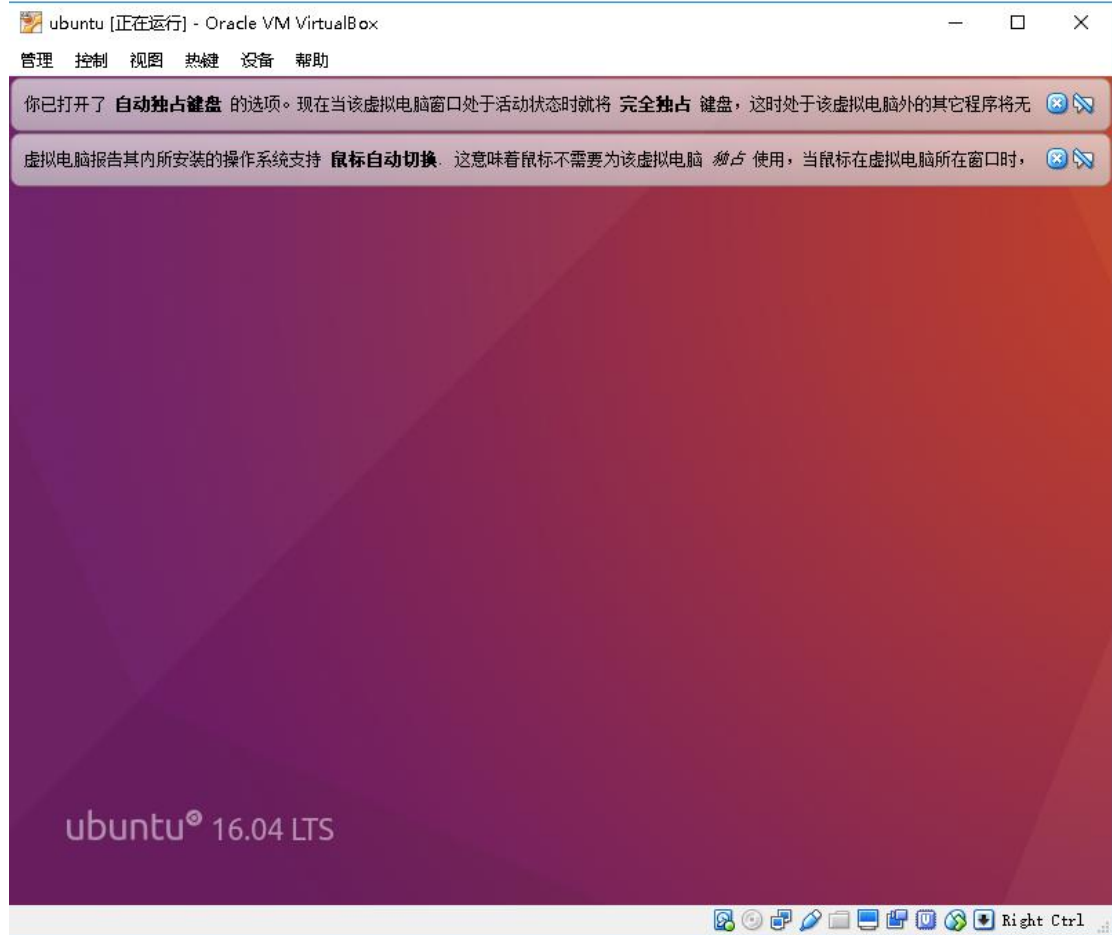 ubuntu [正在运行] - Oracle VM VirtualBox
管理 控制 视图 热键 设备 帮助
你已打开了 自动独占键盘 的选项。现在当该虚拟电脑窗口处于活动状态时就将 完全独占 键盘，这时处于该虚拟电脑外的其它程序将无
虚拟电脑报告其内所安装的操作系统支持 鼠标自动切换. 这意味着鼠标不需要为该虚拟电脑 独占 使用，当鼠标在虚拟电脑所在窗口时，
ubuntu 16.04 LTS
Right Ctrl